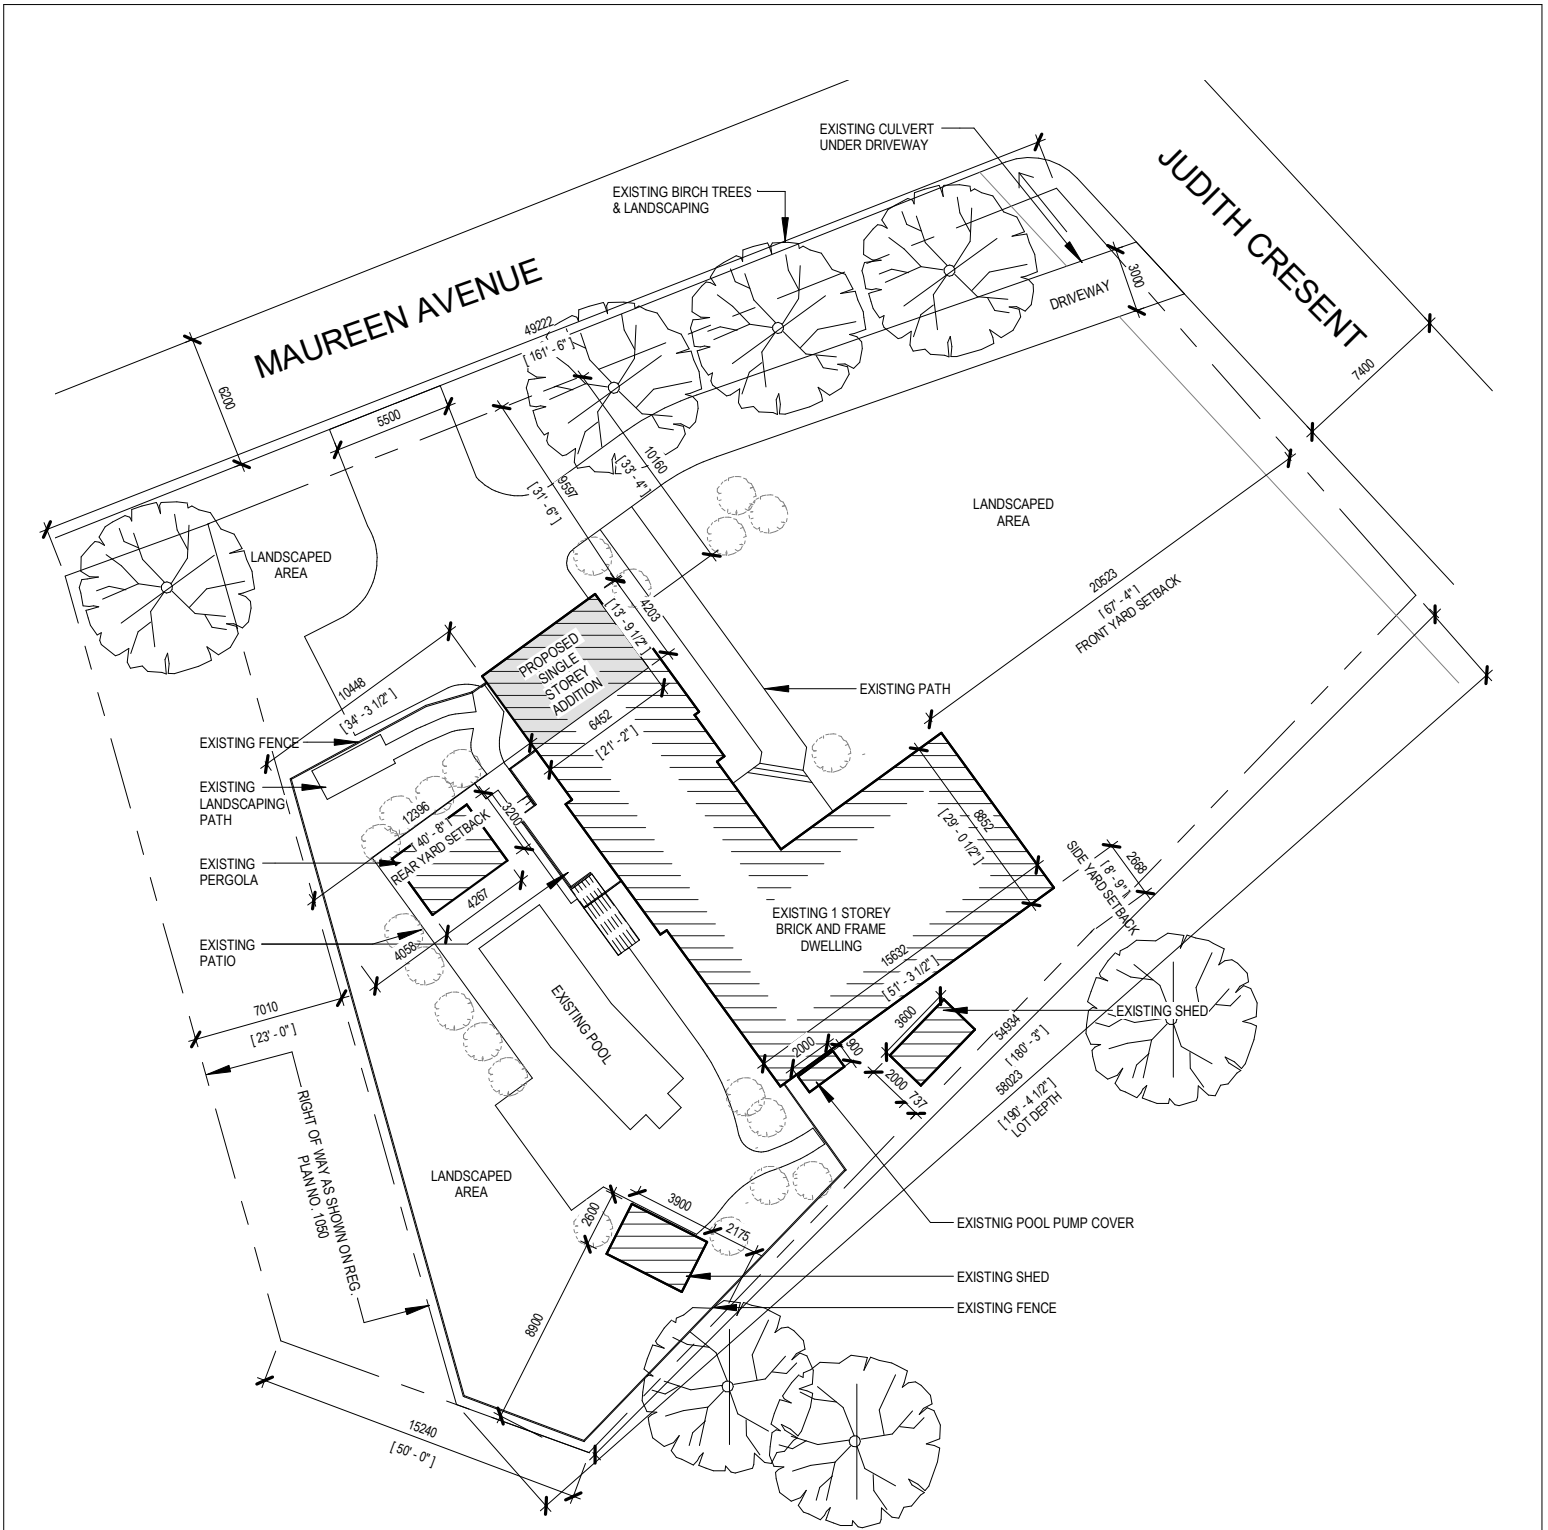 EXISTING CULVERT
UNDER DRIVEWAY
JUDITH CRESENT
EXISTING BIRCH TREES
& LANDSCAPING
MAUREEN AVENUE
DRIVEWAY
3000
49222
[ 161' - 6" ]
7400
6200
5500
10160
[ 33' - 4" ]
9597
[ 31' - 6" ]
LANDSCAPED
AREA
LANDSCAPED
AREA
20523
[ 67' - 4" ]
FRONT YARD SETBACK
4203
[ 13' - 9 1/2" ]
PROPOSED
SINGLE
STOREY
ADDITION
10448
[ 34' - 3 1/2" ]
EXISTING PATH
6452
[ 21' - 2" ]
EXISTING FENCE
EXISTING
LANDSCAPING
PATH
12396
[ 40' - 8" ]
REAR YARD SETBACK
3200
8852
[ 29' - 0 1/2" ]
2668
[ 8' - 9" ]
SIDE YARD SETBACK
EXISTING
PERGOLA
4267
EXISTING 1 STOREY
BRICK AND FRAME
DWELLING
EXISTING
PATIO
4058
15632
[ 51' - 3 1/2" ]
7010
[ 23' - 0" ]
EXISTING POOL
3600
EXISTING SHED
54934
[ 180' - 3" ]
58023
[ 190' - 4 1/2" ]
LOT DEPTH
2000
900
2000
737
RIGHT OF WAY AS SHOWN ON REG.
PLAN NO. 1050
LANDSCAPED
AREA
3900
2600
2175
EXISTNIG POOL PUMP COVER
EXISTING SHED
EXISTING FENCE
8900
15240
[ 50' - 0" ]